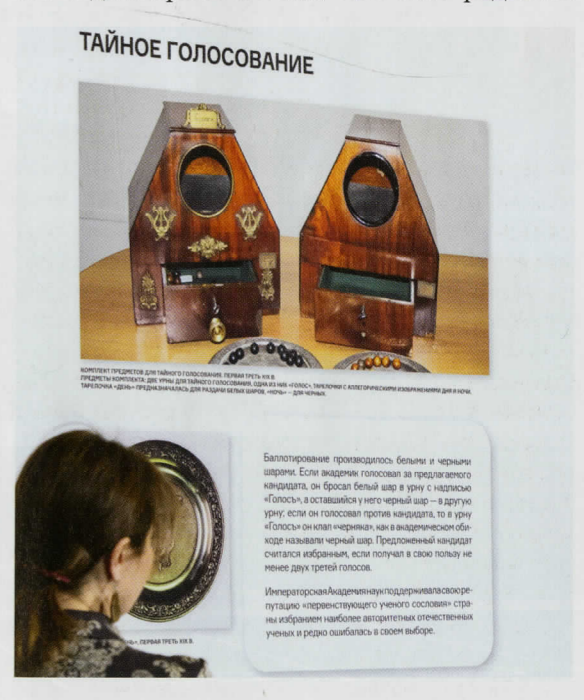 ТАЙНОЕ ГОЛОСОВАНИЕ
КОМПЛЕКТ ПРЕДМЕТОВ ДЛЯ ТАЙНОГО ГОЛОСОВАНИЯ. ПЕРВАЯ ТРЕТЬ XIX В.
ПРЕДМЕТЫ КОМПЛЕКТА: ДВЕ УРНЫ ДЛЯ ТАЙНОГО ГОЛОСОВАНИЯ, ОДНА ИЗ НИХ «ГОЛОС», ТАРЕЛОЧКИ С АЛЛЕГОРИЧЕСКИМИ ИЗОБРАЖЕНИЯМИ ДНЯ И НОЧИ.
ТАРЕЛОЧКА «ДЕНЬ» ПРЕДНАЗНАЧАЛАСЬ ДЛЯ РАЗДАЧИ БЕЛЫХ ШАРОВ, «НОЧЬ» — ДЛЯ ЧЕРНЫХ.
Баллотирование производилось белыми и черными
шарами. Если академик голосовал за предлагаемого
кандидата, он бросал белый шар в урну с надписью
«Голосъ», а оставшийся у него черный шар — в другую
урну; если он голосовал против кандидата, то в урну
«Голосъ» он клал «черняка», как в академическом оби-
ходе называли черный шар. Предложенный кандидат
считался избранным, если получал в свою пользу не
менее двух третей голосов.
Императорская Академия наук поддерживала свою ре-
путацию «первенствующего ученого сословия» стра-
ны избранием наиболее авторитетных отечественных
ученых и редко ошибалась в своем выборе.
ПЕРВАЯ ТРЕТЬ XIX В.